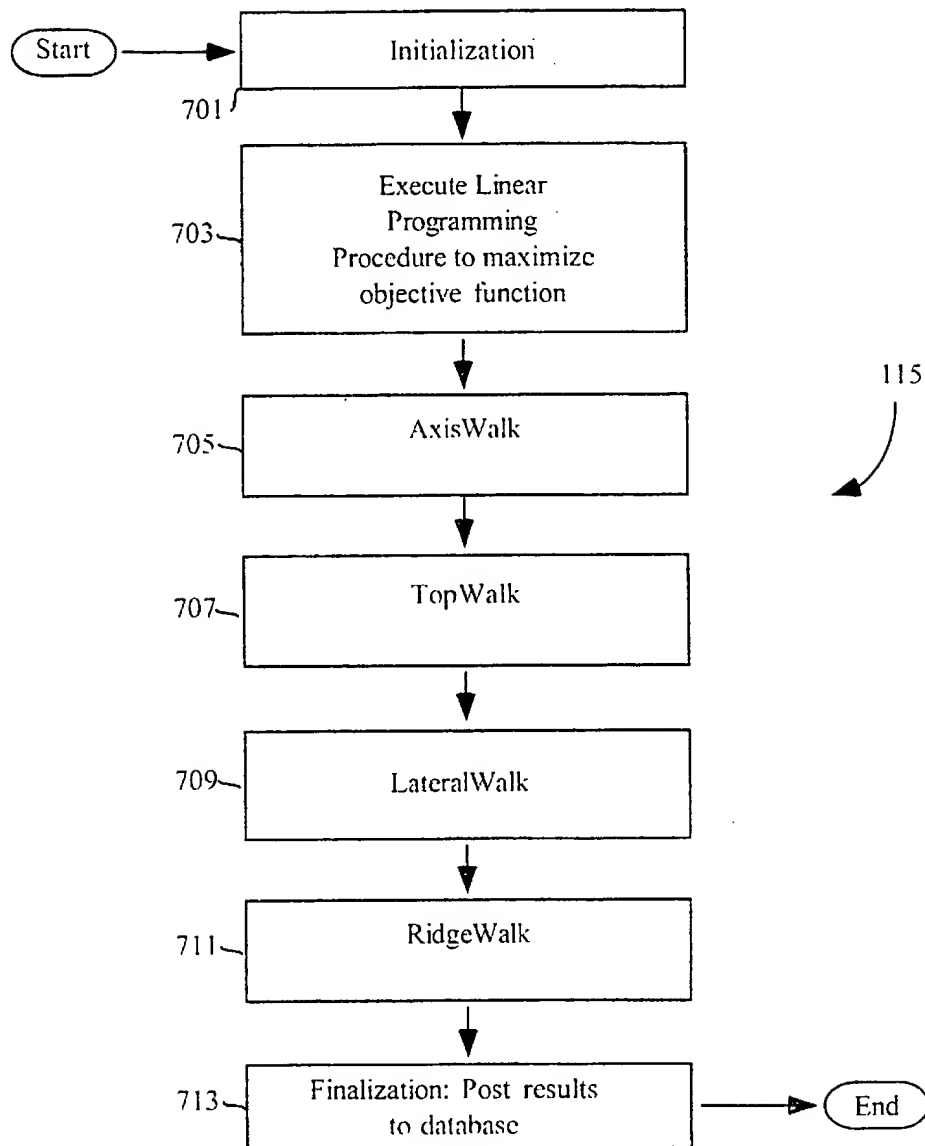 Start
Initialization
701
Execute Linear
Programming
Procedure to maximize
objective function
703
115
AxisWalk
705
TopWalk
707
LateralWalk
709
RidgeWalk
711
Finalization: Post results
to database
713
End